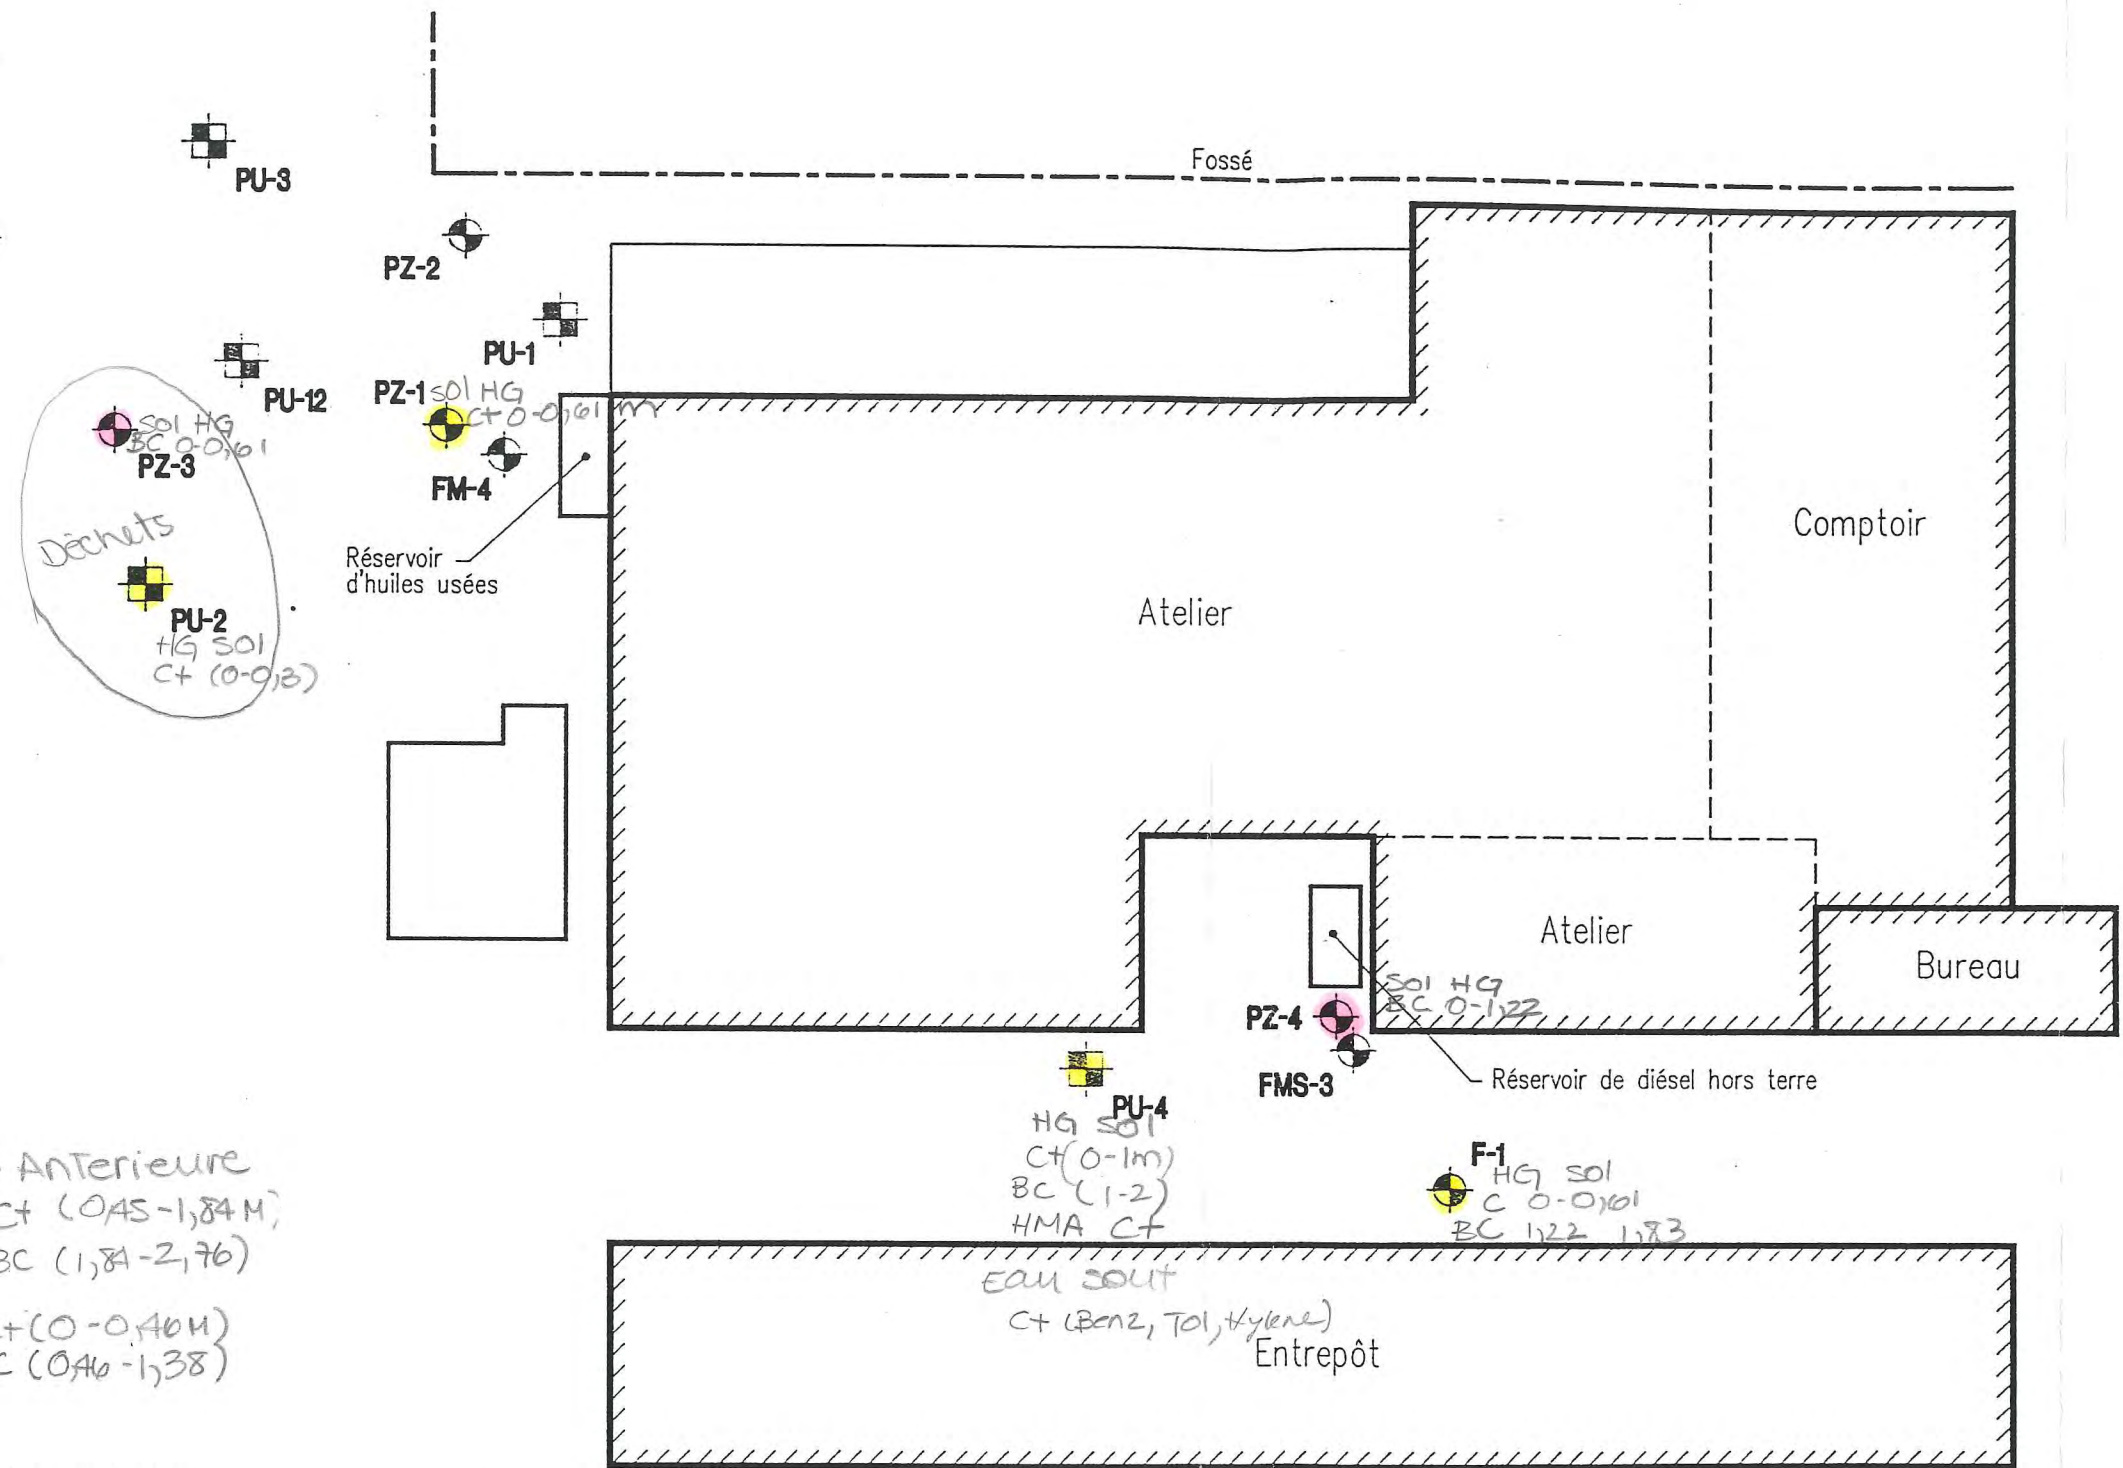 Fossé
PU-3
PZ-2
PU-1
PU-12
PZ-1
sol HG
C+ 0-0,61 m
SOl HG
BC 0-0,61
PZ-3
FM-4
Déchets
Réservoir
d'huiles usées
PU-2
HG SOl
C+ (0-0,3)
Atelier
Comptoir
Atelier
Bureau
SOl HG
BC 0-1,22
PZ-4
FMS-3
Réservoir de diésel hors terre
PU-4
HG SOl
C+ (0-1m)
BC (1-2)
HMA C+
F-1
HG SOl
C 0-0,61
BC 1,22 1,83
Anterieure
C+ (0,45-1,84 M)
BC (1,84-2,76)
C+ (0-0,46M)
C (0,46-1,38)
Eau sout
C+ (Benz, Tol, Xylene)
Entrepôt